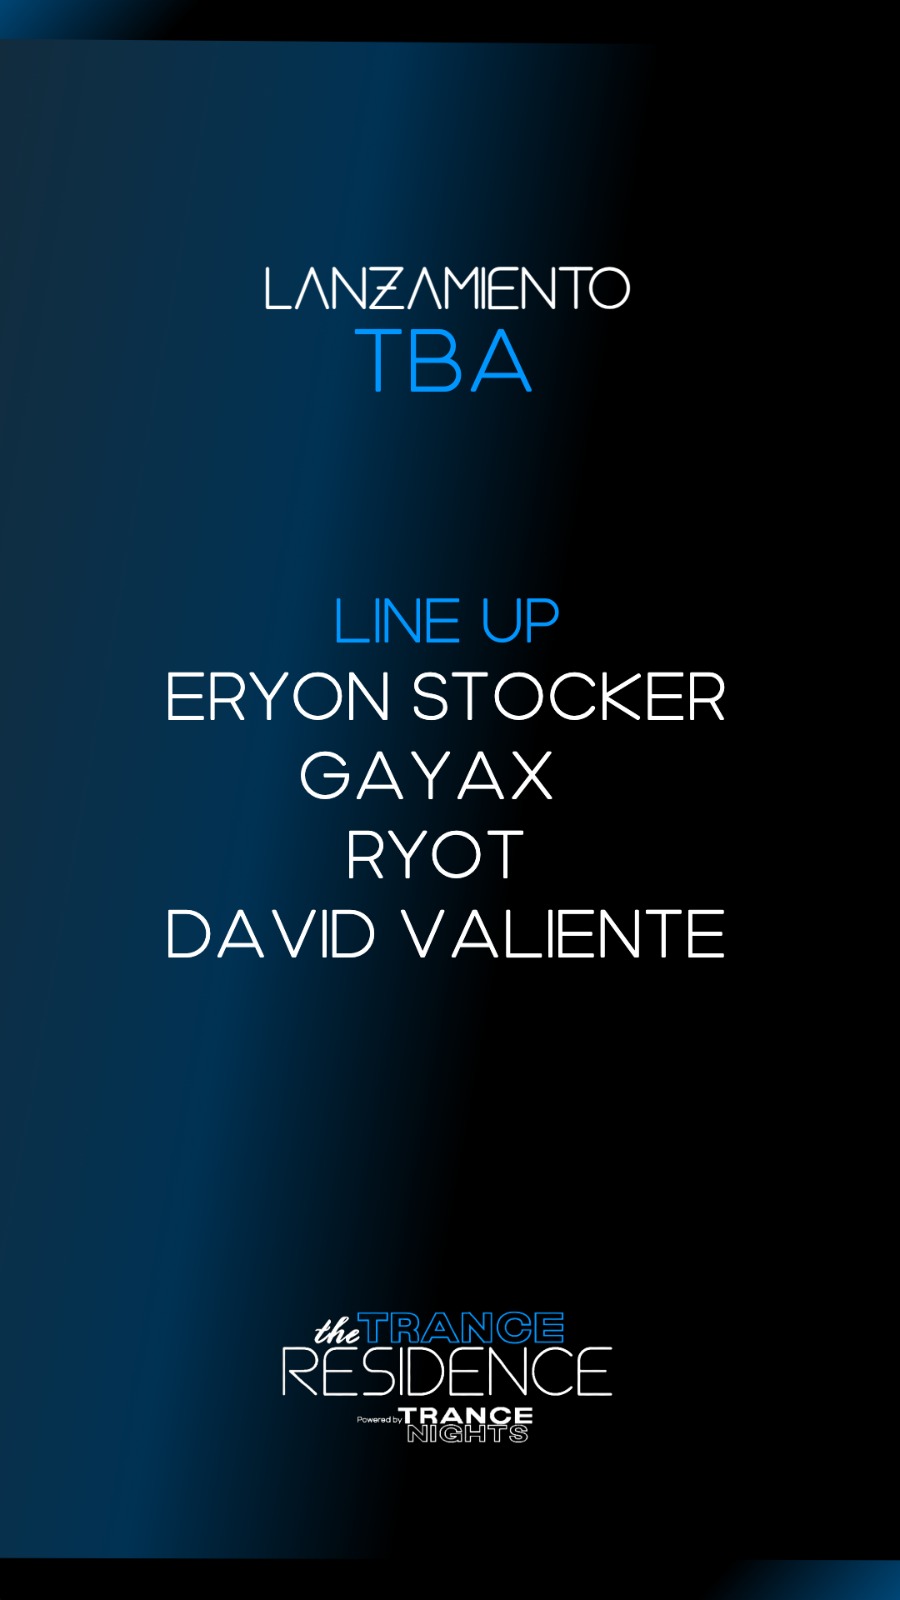 LANZAMIENTO
TBA
LINE UP
ERYON STOCKER
GAYAX
RYOT
DAVID VALIENTE
the TRANCE
RESIDENCE
Powered by TRANCE
NIGHTS